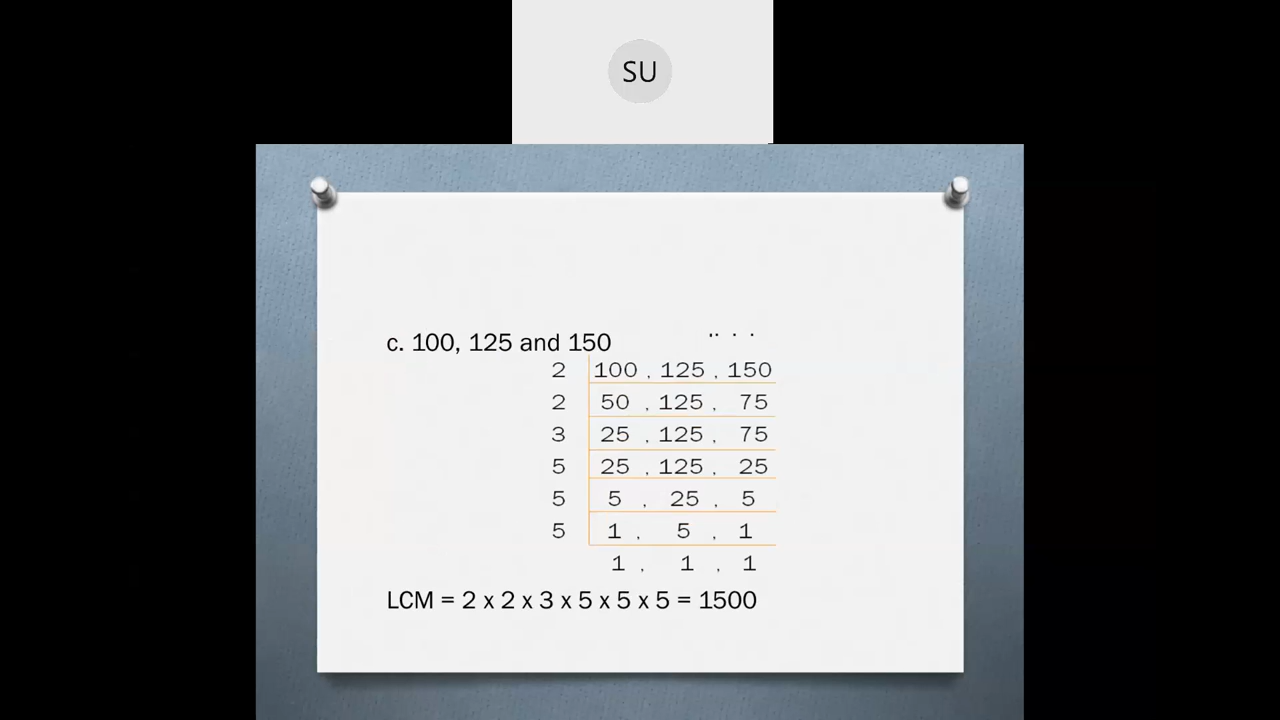 SU
c. 100, 125 and 150
2 100 , 125 , 150
2 50 , 125 , 75
3 25 , 125 , 75
5 25 , 125 , 25
5 5 , 25 , 5
5 1 , 5 , 1
1 , 1 , 1
LCM = 2 x 2 x 3 x 5 x 5 x 5 = 1500